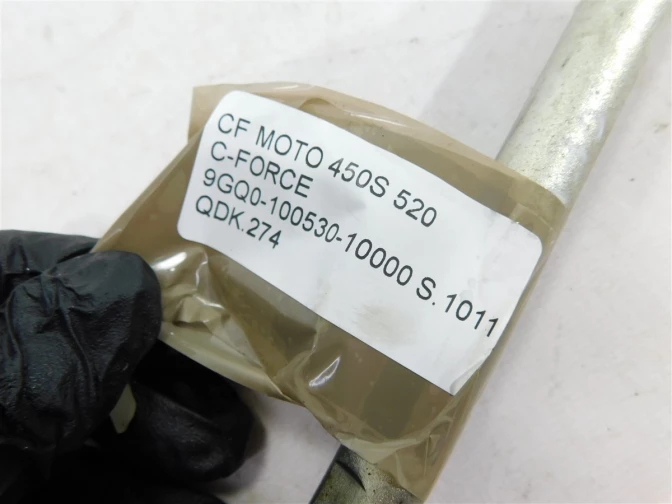 CF MOTO 450S 520
C-FORCE
9GQ0-100530-10000 S. 1011
QDK.274